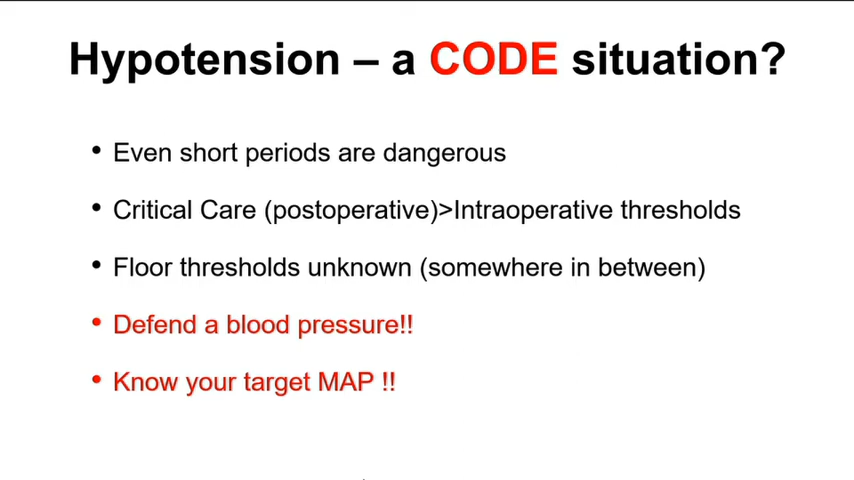 Hypotension – a CODE situation?
• Even short periods are dangerous
• Critical Care (postoperative)>Intraoperative thresholds
• Floor thresholds unknown (somewhere in between)
• Defend a blood pressure!!
• Know your target MAP !!